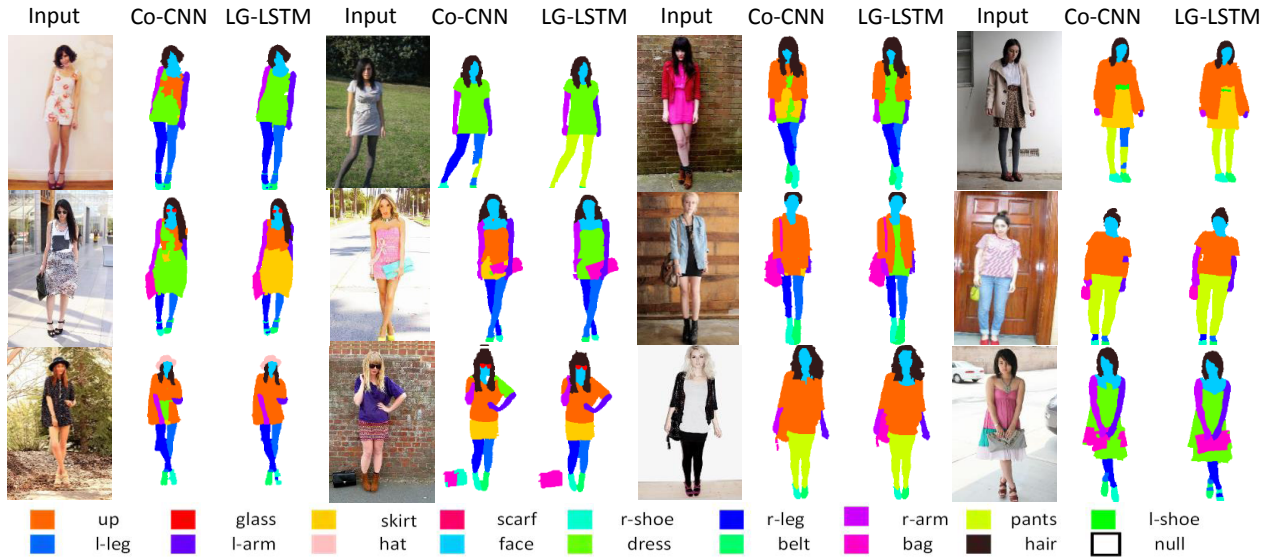 Input Co-CNN LG-LSTM Input Co-CNN LG-LSTM Input Co-CNN LG-LSTM Input Co-CNN LG-LSTM
up glass skirt scarf r-shoe r-leg r-arm pants l-shoe
l-leg l-arm hat face dress belt bag hair null